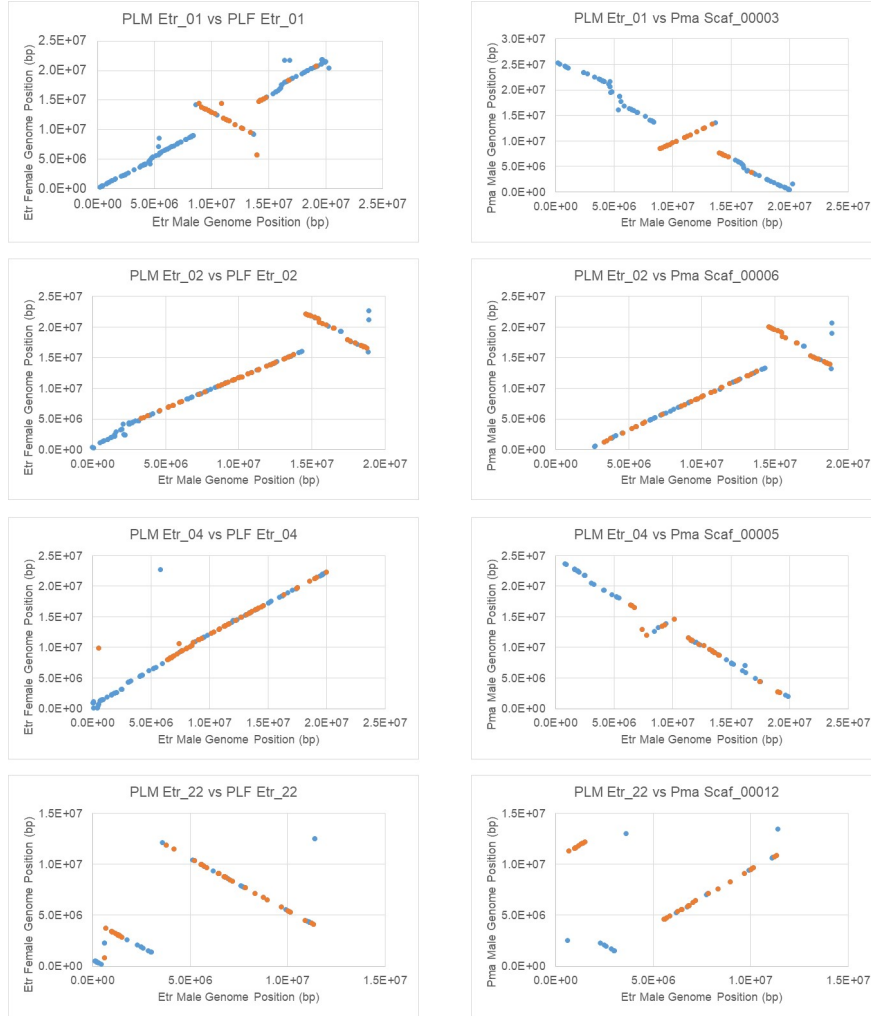 PLM Etr_01 vs PLF Etr_01
Etr Female Genome Position (bp)
2.5E+07
2.0E+07
1.5E+07
1.0E+07
5.0E+06
0.0E+00
0.0E+00 5.0E+06 1.0E+07 1.5E+07 2.0E+07 2.5E+07
Etr Male Genome Position (bp)
PLM Etr_01 vs Pma Scaf_00003
Pma Male Genome Position (bp)
3.0E+07
2.5E+07
2.0E+07
1.5E+07
1.0E+07
5.0E+06
0.0E+00
0.0E+00 5.0E+06 1.0E+07 1.5E+07 2.0E+07 2.5E+07
Etr Male Genome Position (bp)
PLM Etr_02 vs PLF Etr_02
Etr Female Genome Position (bp)
2.5E+07
2.0E+07
1.5E+07
1.0E+07
5.0E+06
0.0E+00
0.0E+00 5.0E+06 1.0E+07 1.5E+07 2.0E+07
Etr Male Genome Position (bp)
PLM Etr_02 vs Pma Scaf_00006
Pma Male Genome Position (bp)
2.5E+07
2.0E+07
1.5E+07
1.0E+07
5.0E+06
0.0E+00
0.0E+00 5.0E+06 1.0E+07 1.5E+07 2.0E+07
Etr Male Genome Position (bp)
PLM Etr_04 vs PLF Etr_04
Etr Female Genome Position (bp)
2.5E+07
2.0E+07
1.5E+07
1.0E+07
5.0E+06
0.0E+00
0.0E+00 5.0E+06 1.0E+07 1.5E+07 2.0E+07 2.5E+07
Etr Male Genome Position (bp)
PLM Etr_04 vs Pma Scaf_00005
Pma Male Genome Position (bp)
2.5E+07
2.0E+07
1.5E+07
1.0E+07
5.0E+06
0.0E+00
0.0E+00 5.0E+06 1.0E+07 1.5E+07 2.0E+07 2.5E+07
Etr Male Genome Position (bp)
PLM Etr_22 vs PLF Etr_22
Etr Female Genome Position (bp)
1.5E+07
1.0E+07
5.0E+06
0.0E+00
0.0E+00 5.0E+06 1.0E+07 1.5E+07
Etr Male Genome Position (bp)
PLM Etr_22 vs Pma Scaf_00012
Pma Male Genome Position (bp)
1.5E+07
1.0E+07
5.0E+06
0.0E+00
0.0E+00 5.0E+06 1.0E+07 1.5E+07
Etr Male Genome Position (bp)